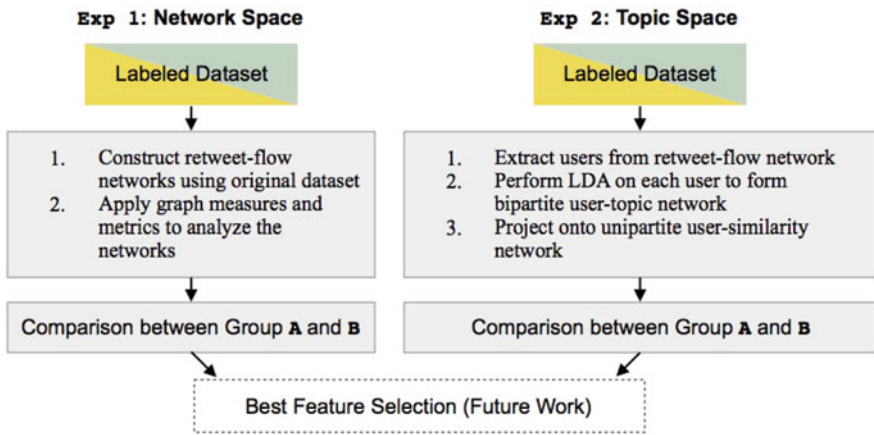 Exp 1: Network Space
Labeled Dataset
1. Construct retweet-flow
networks using original dataset
2. Apply graph measures and
metrics to analyze the
networks
Comparison between Group A and B
Exp 2: Topic Space
Labeled Dataset
1. Extract users from retweet-flow network
2. Perform LDA on each user to form
bipartite user-topic network
3. Project onto unipartite user-similarity
network
Comparison between Group A and B
Best Feature Selection (Future Work)